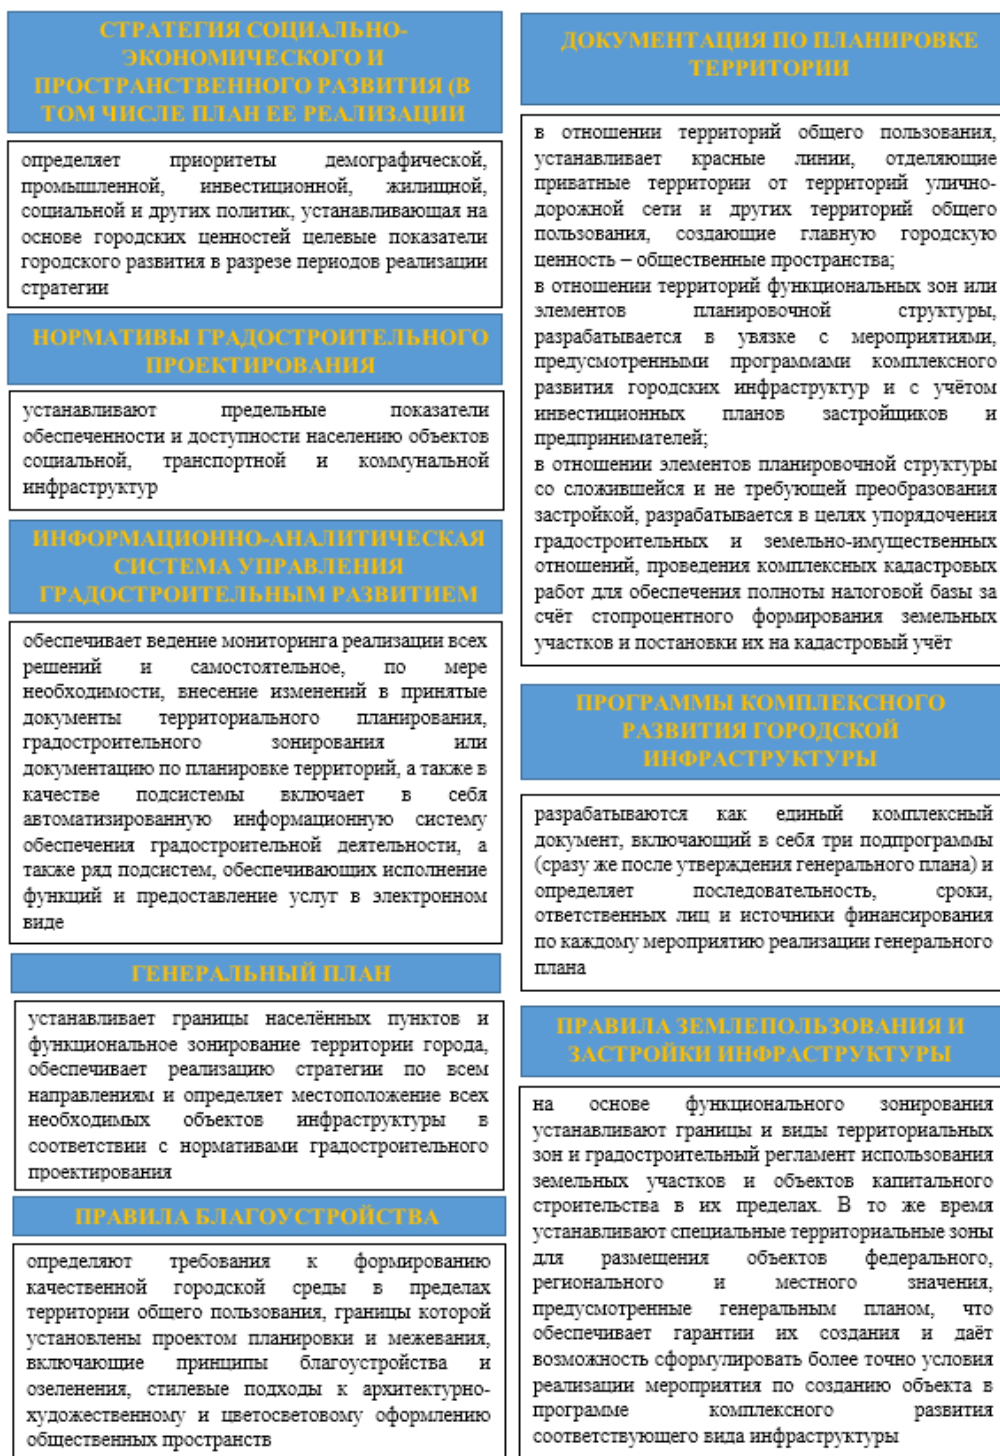 СТРАТЕГИЯ СОЦИАЛЬНО-
ЭКОНОМИЧЕСКОГО И
ПРОСТРАНСТВЕННОГО РАЗВИТИЯ (В
ТОМ ЧИСЛЕ ПЛАН ЕЕ РЕАЛИЗАЦИИ
определяет приоритеты демографической,
промышленной, инвестиционной, жилищной,
социальной и других политик, устанавливающая на
основе городских ценностей целевые показатели
городского развития в разрезе периодов реализации
стратегии
НОРМАТИВЫ ГРАДОСТРОИТЕЛЬНОГО
ПРОЕКТИРОВАНИЯ
устанавливают предельные показатели
обеспеченности и доступности населению объектов
социальной, транспортной и коммунальной
инфраструктур
ИНФОРМАЦИОННО-АНАЛИТИЧЕСКАЯ
СИСТЕМА УПРАВЛЕНИЯ
ГРАДОСТРОИТЕЛЬНЫМ РАЗВИТИЕМ
обеспечивает ведение мониторинга реализации всех
решений и самостоятельное, по мере
необходимости, внесение изменений в принятые
документы территориального планирования,
градостроительного зонирования или
документацию по планировке территорий, а также в
качестве подсистемы включает в себя
автоматизированную информационную систему
обеспечения градостроительной деятельности, а
также ряд подсистем, обеспечивающих исполнение
функций и предоставление услуг в электронном
виде
ГЕНЕРАЛЬНЫЙ ПЛАН
устанавливает границы населённых пунктов и
функциональное зонирование территории города,
обеспечивает реализацию стратегии по всем
направлениям и определяет местоположение всех
необходимых объектов инфраструктуры в
соответствии с нормативами градостроительного
проектирования
ПРАВИЛА БЛАГОУСТРОЙСТВА
определяют требования к формированию
качественной городской среды в пределах
территории общего пользования, границы которой
установлены проектом планировки и межевания,
включающие принципы благоустройства и
озеленения, стилевые подходы к архитектурно-
художественному и цветосветовому оформлению
общественных пространств
ДОКУМЕНТАЦИЯ ПО ПЛАНИРОВКЕ
ТЕРРИТОРИИ
в отношении территорий общего пользования,
устанавливает красные линии, отделяющие
приватные территории от территорий улично-
дорожной сети и других территорий общего
пользования, создающие главную городскую
ценность – общественные пространства;
в отношении территорий функциональных зон или
элементов планировочной структуры,
разрабатывается в увязке с мероприятиями,
предусмотренными программами комплексного
развития городских инфраструктур и с учётом
инвестиционных планов застройщиков и
предпринимателей;
в отношении элементов планировочной структуры
со сложившейся и не требующей преобразования
застройкой, разрабатывается в целях упорядочения
градостроительных и земельно-имущественных
отношений, проведения комплексных кадастровых
работ для обеспечения полноты налоговой базы за
счёт стопроцентного формирования земельных
участков и постановки их на кадастровый учёт
ПРОГРАММЫ КОМПЛЕКСНОГО
РАЗВИТИЯ ГОРОДСКОЙ
ИНФРАСТРУКТУРЫ
разрабатываются как единый комплексный
документ, включающий в себя три подпрограммы
(сразу же после утверждения генерального плана) и
определяет последовательность, сроки,
ответственных лиц и источники финансирования
по каждому мероприятию реализации генерального
плана
ПРАВИЛА ЗЕМЛЕПОЛЬЗОВАНИЯ И
ЗАСТРОЙКИ ИНФРАСТРУКТУРЫ
на основе функционального зонирования
устанавливают границы и виды территориальных
зон и градостроительный регламент использования
земельных участков и объектов капитального
строительства в их пределах. В то же время
устанавливают специальные территориальные зоны
для размещения объектов федерального,
регионального и местного значения,
предусмотренные генеральным планом, что
обеспечивает гарантии их создания и даёт
возможность сформулировать более точно условия
реализации мероприятия по созданию объекта в
программе комплексного развития
соответствующего вида инфраструктуры